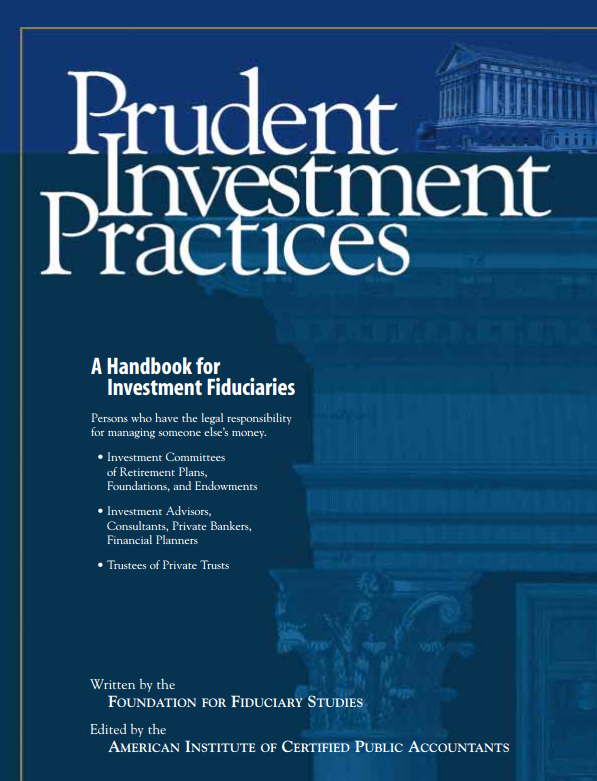 Prudent
Investment
Practices
A Handbook for
Investment Fiduciaries
Persons who have the legal responsibility
for managing someone else's money.
• Investment Committees
of Retirement Plans,
Foundations, and Endowments
• Investment Advisors,
Consultants, Private Bankers,
Financial Planners
• Trustees of Private Trusts
Written by the
FOUNDATION FOR FIDUCIARY STUDIES
Edited by the
AMERICAN INSTITUTE OF CERTIFIED PUBLIC ACCOUNTANTS